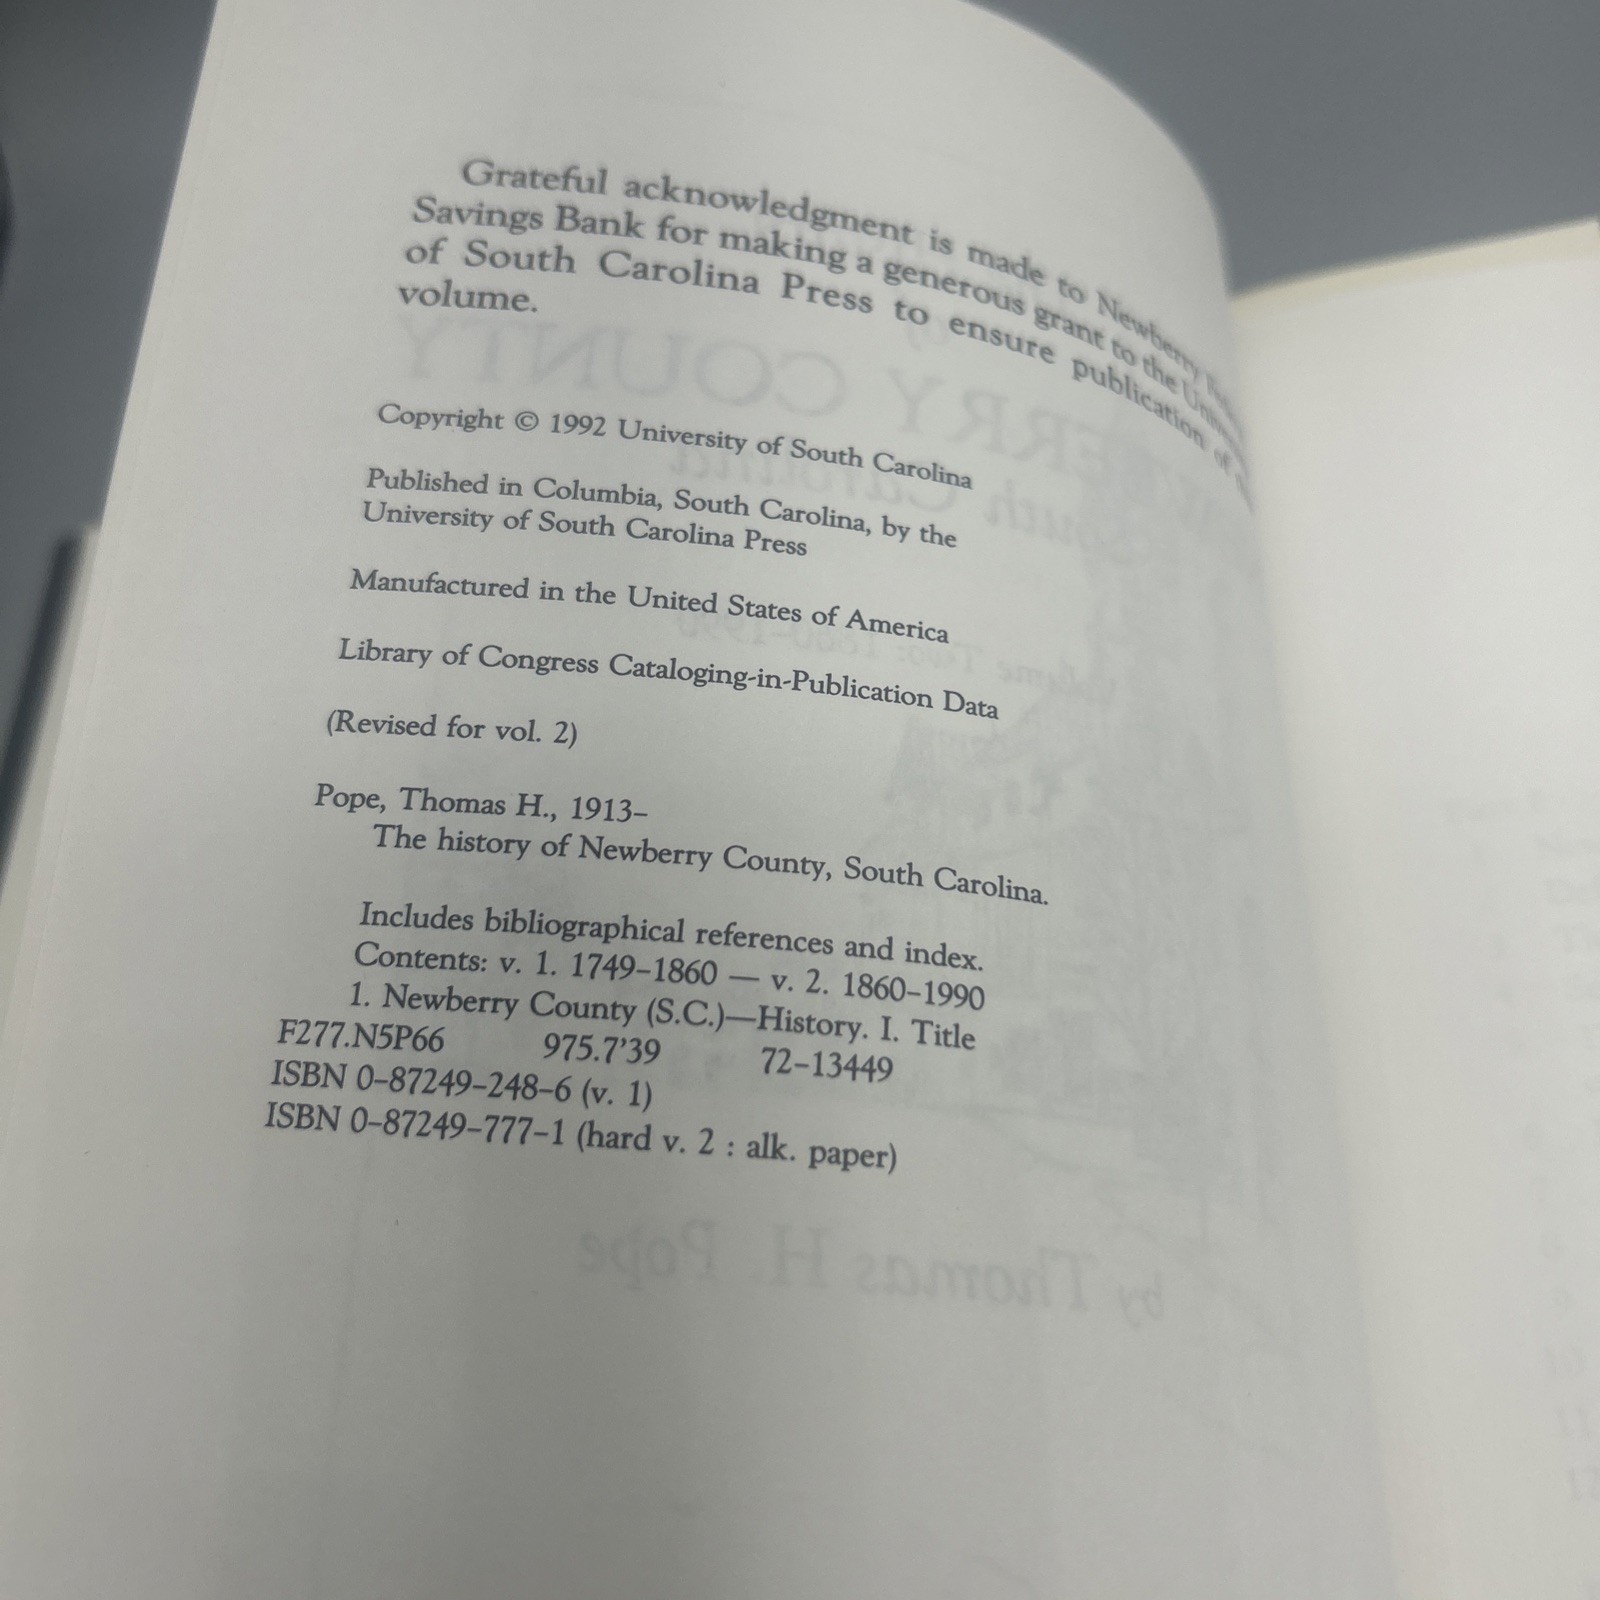 Grateful acknowledgment is made to Newberry
Savings Bank for making a generous grant to the
of South Carolina Press to ensure publication of
volume.
Copyright © 1992 University of South Carolina
Published in Columbia, South Carolina, by the
University of South Carolina Press
Manufactured in the United States of America
Library of Congress Cataloging-in-Publication Data
(Revised for vol. 2)
Pope, Thomas H., 1913–
The history of Newberry County, South Carolina.
Includes bibliographical references and index.
Contents: v. 1. 1749–1860 — v. 2. 1860–1990
1. Newberry County (S.C.)—History. I. Title
F277.N5P66 975.7'39 72–13449
ISBN 0–87249–248–6 (v. 1)
ISBN 0–87249–777–1 (hard v. 2 : alk. paper)
by Thomas H. Pope